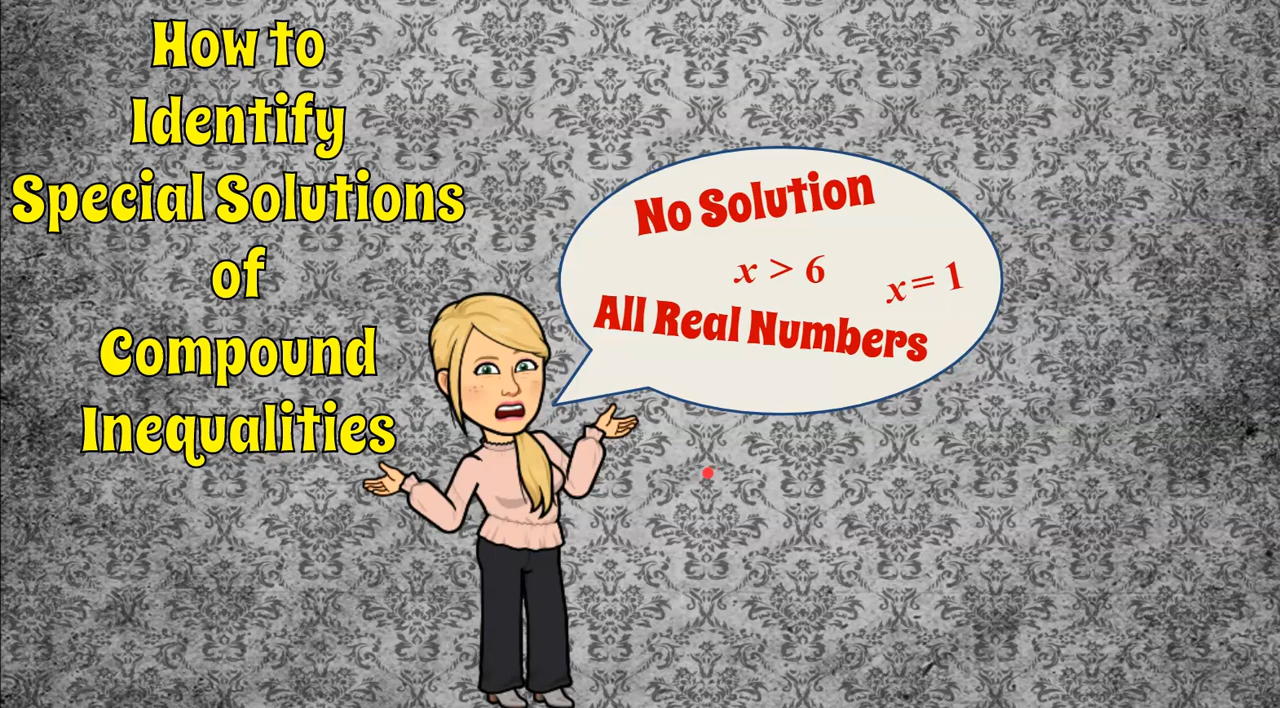 How to
Identify
Special Solutions
of
Compound
Inequalities
No Solution
x > 6
x = 1
All Real Numbers